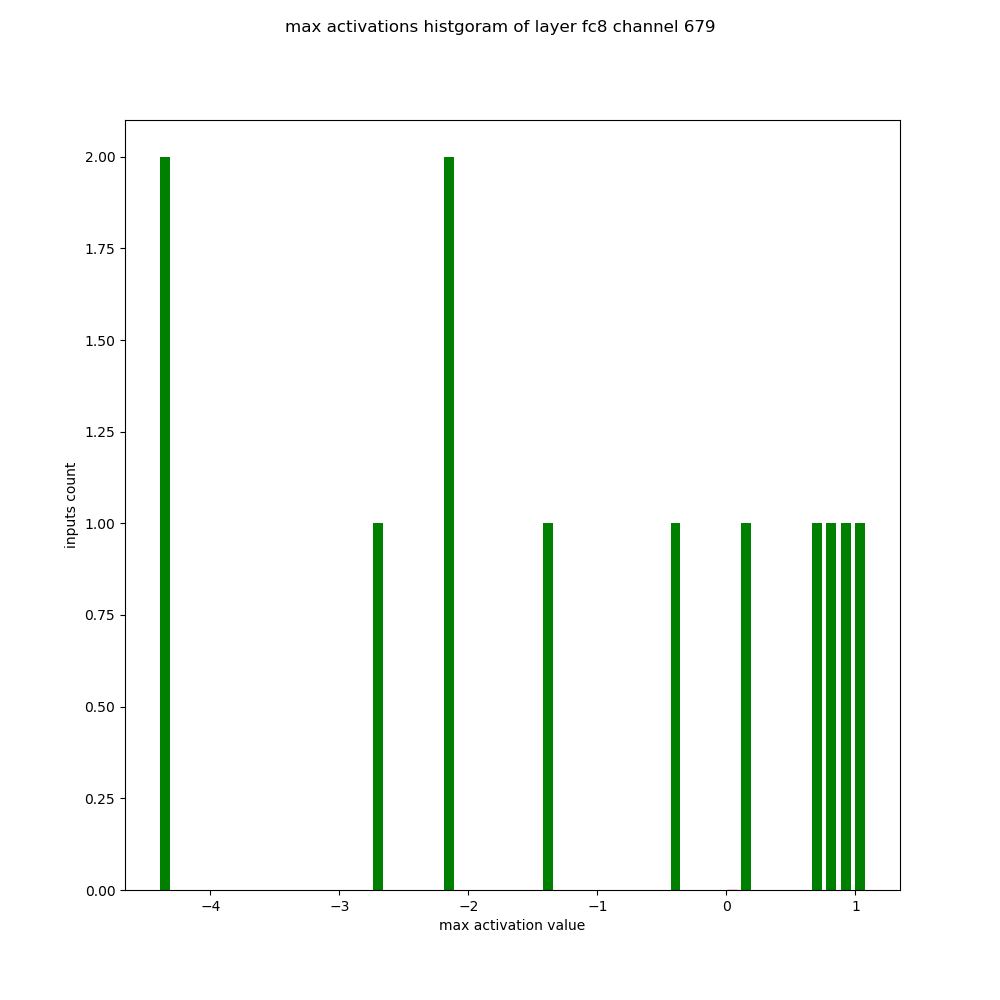 max activations histgoram of layer fc8 channel 679
2.00
1.75
1.50
1.25
1.00
0.75
0.50
0.25
0.00
inputs count
−4 −3 −2 −1 0 1
max activation value